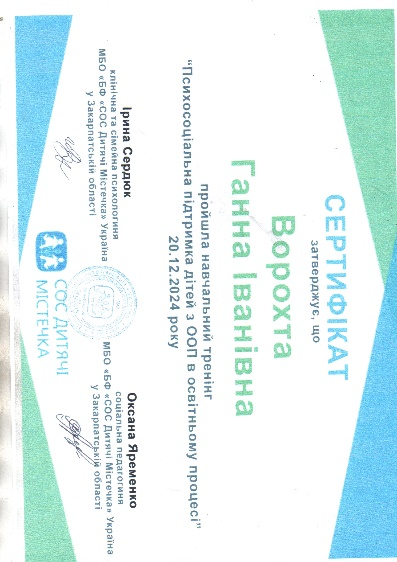 СЕРТИФІКАТ
затверджує, що
Ворохта
Ганна Іванівна
пройшла навчальний тренінг
“Психосоціальна підтримка дітей з ООП в освітньому процесі”
20.12.2024 року
Ірина Сердюк
клінічна та сімейна психологиня
МБО «БФ «СОС Дитячі Містечка» Україна
у Закарпатській області
СОС ДИТЯЧІ
МІСТЕЧКА
Оксана Яременко
соціальна педагогиня
МБО «БФ «СОС Дитячі Містечка» Україна
у Закарпатській області